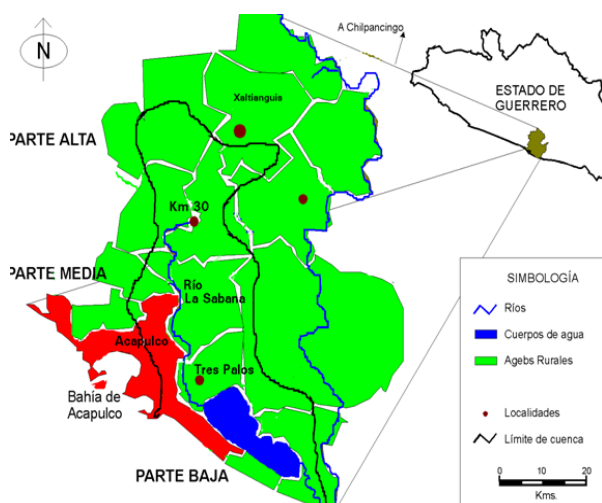 N
A Chilpancingo
ESTADO DE
GUERRERO
Xaltianguis
PARTE ALTA
Km 30
PARTE MEDIA
Río
La Sabana
Acapulco
Tres Palos
Bahía de
Acapulco
PARTE BAJA
SIMBOLOGÍA
Ríos
Cuerpos de agua
Agebs Rurales
Localidades
Límite de cuenca
0 10 20
Kms.